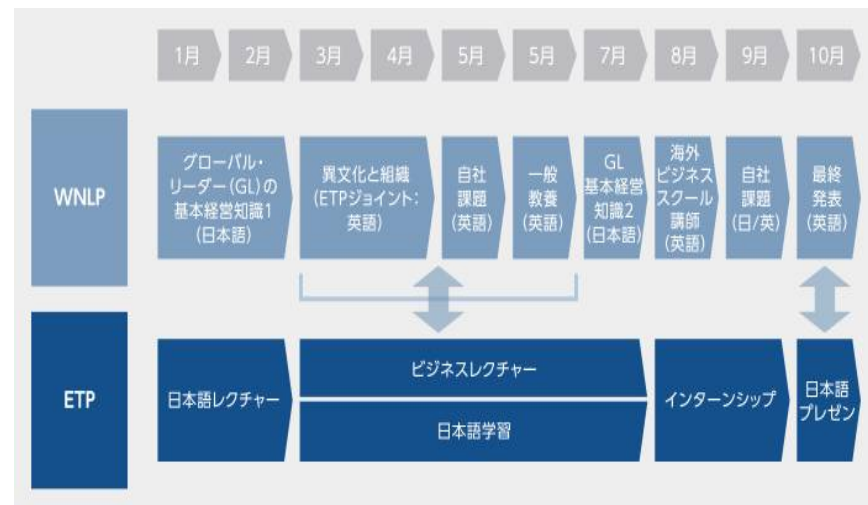 1月 2月 3月 4月 5月 5月 7月 8月 9月 10月
WNLP
グローバル・
リーダー(GL)の
基本経営知識1
(日本語)
異文化と組織
(ETPジョイント:
英語)
自社
課題
(英語)
一般
教養
(英語)
GL
基本経営
知識2
(日本語)
海外
ビジネス
スクール
講師
(英語)
自社
課題
(日/英)
最終
発表
(英語)
ETP
日本語レクチャー
ビジネスレクチャー
日本語学習
インターンシップ
日本語
プレゼン